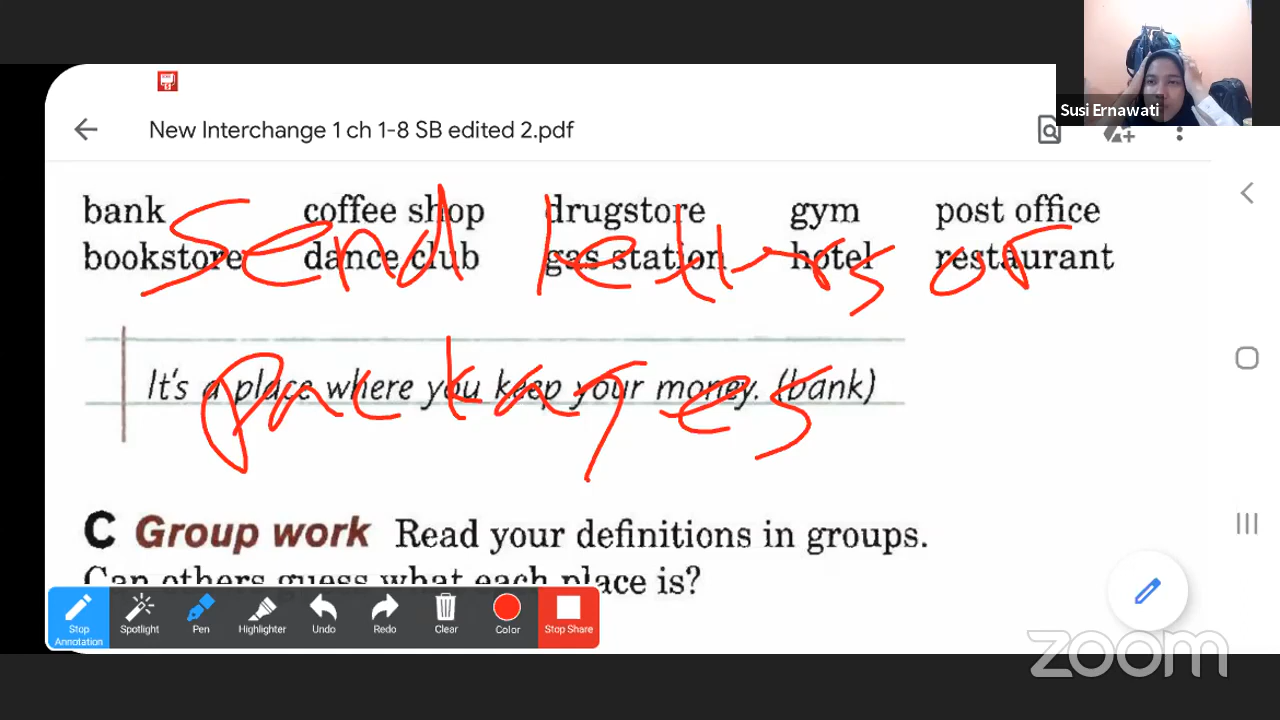 Susi Ernawati
New Interchange 1 ch 1-8 SB edited 2.pdf
bank coffee shop drugstore gym post office
bookstore dance club gas station hotel restaurant
Send letters or
It's a place where you keep your money. (bank)
packages
C Group work Read your definitions in groups.
Can others guess what each place is?
Stop Annotation Spotlight Pen Highlighter Undo Redo Clear Color Stop Share
zoom